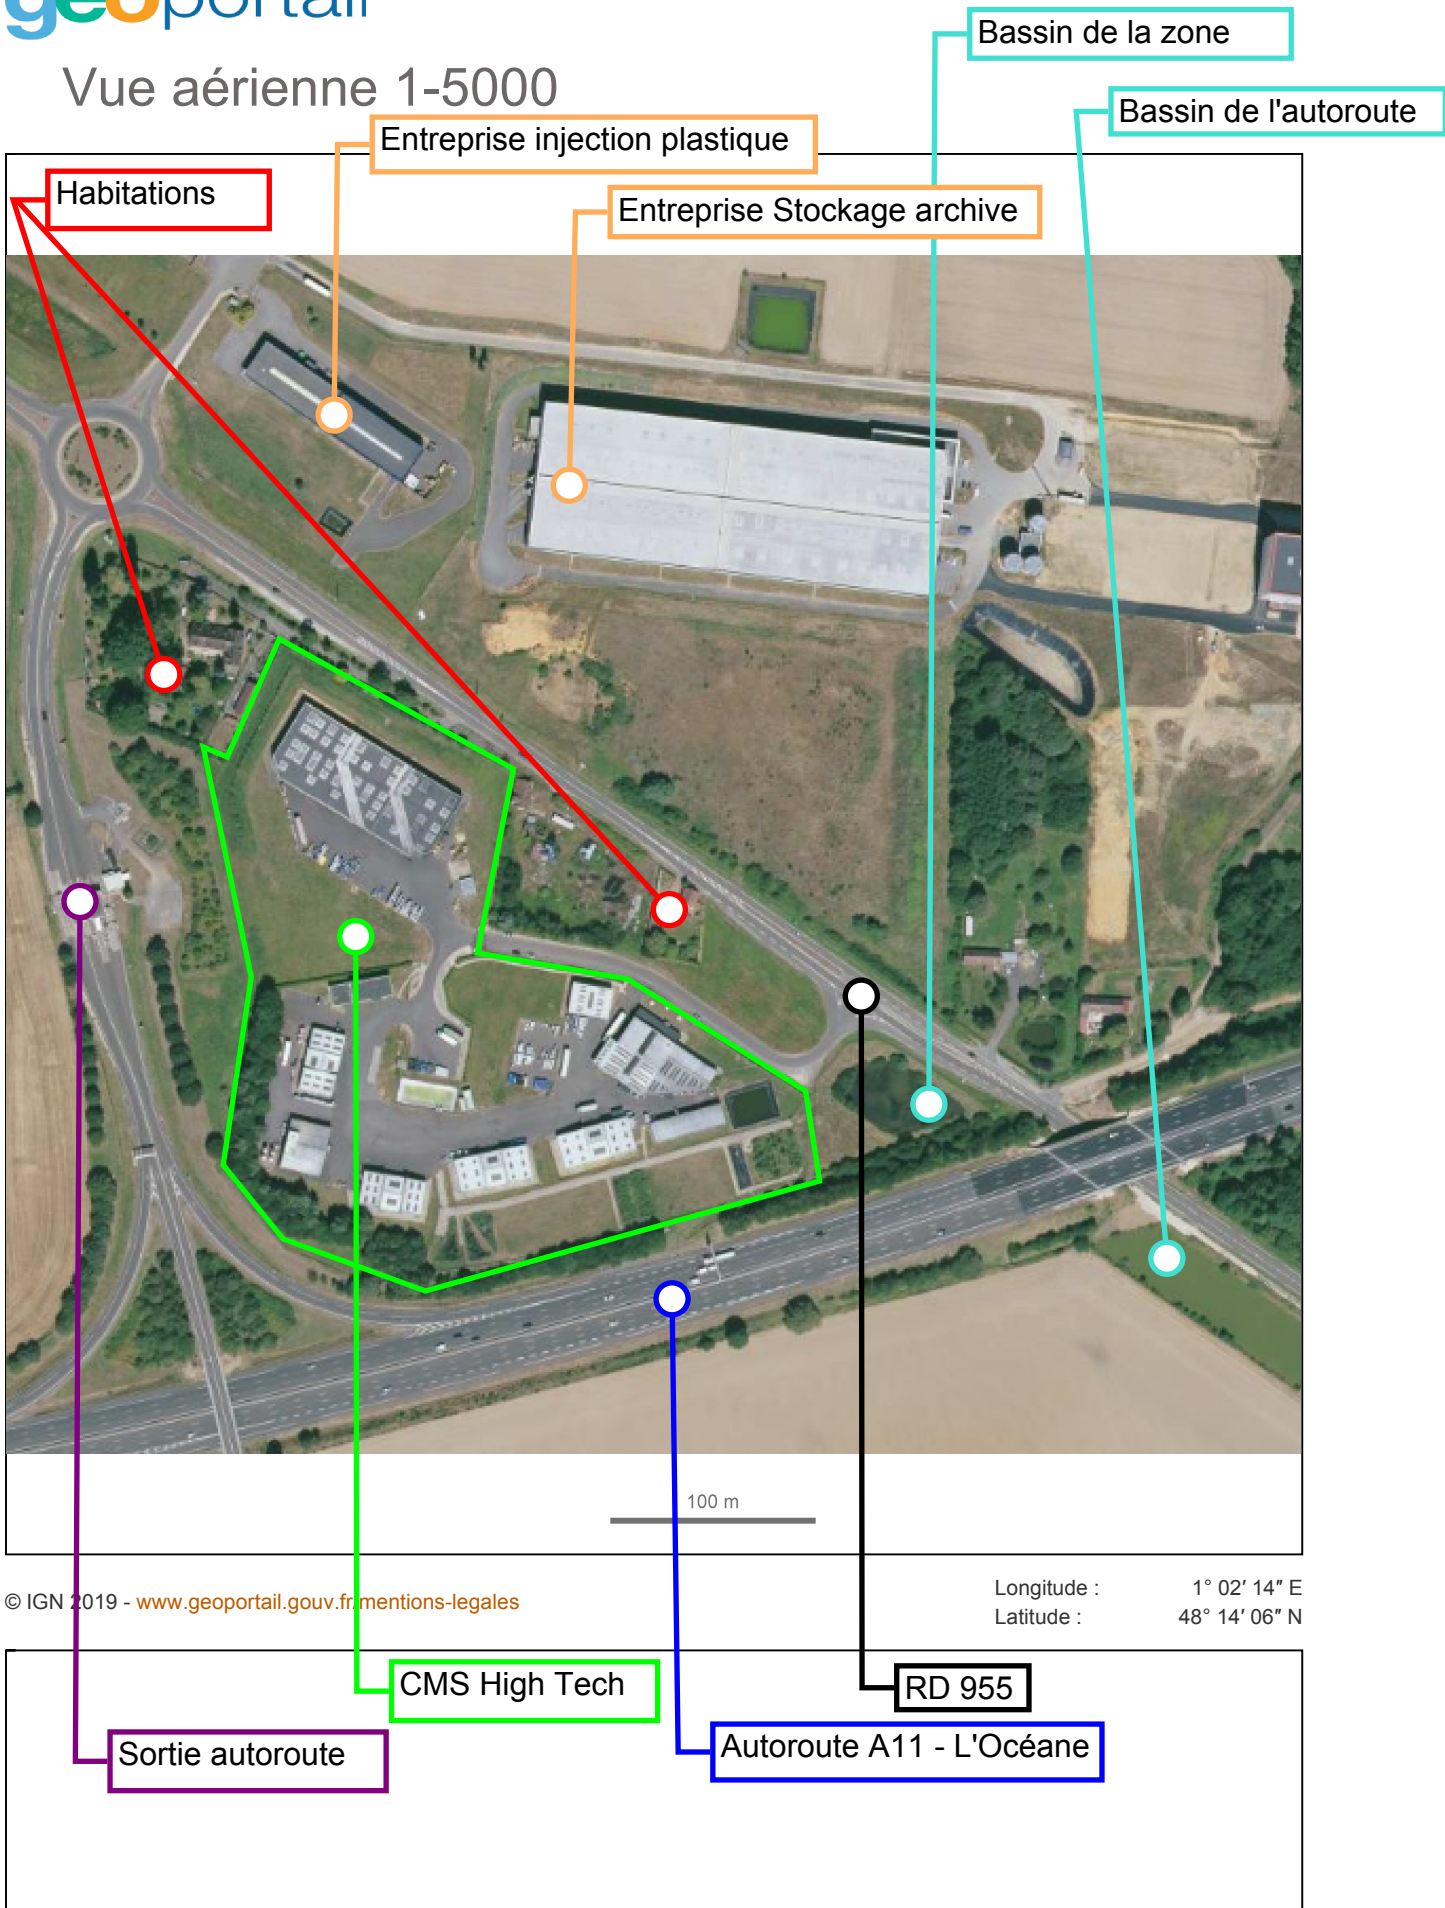 geoportail
Vue aérienne 1-5000
Bassin de la zone
Bassin de l'autoroute
Entreprise injection plastique
Habitations
Entreprise Stockage archive
100 m
© IGN 2019 - www.geoportail.gouv.fr/mentions-legales
Longitude : 1° 02′ 14″ E
Latitude : 48° 14′ 06″ N
CMS High Tech
RD 955
Sortie autoroute
Autoroute A11 - L'Océane